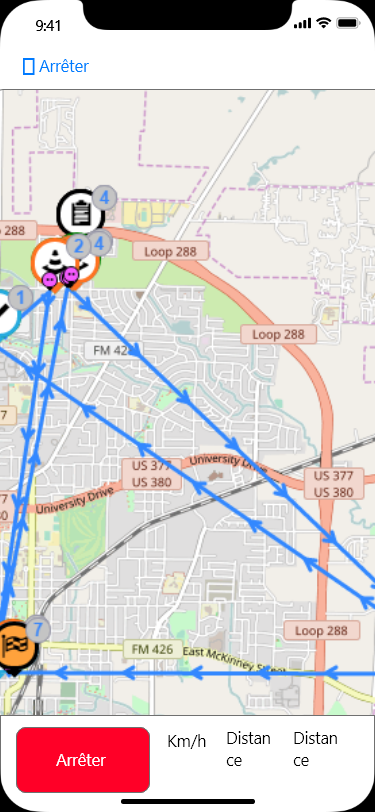 9:41
Arrêter
4
288
2
4
Loop 288
1
Loop 288
FM 42
7
University Drive
US 377
US 380
US 377
US 380
University Drive
7
Loop 288
FM 426
East McKinney Street
Arrêter
Km/h
Distan
ce
Distan
ce